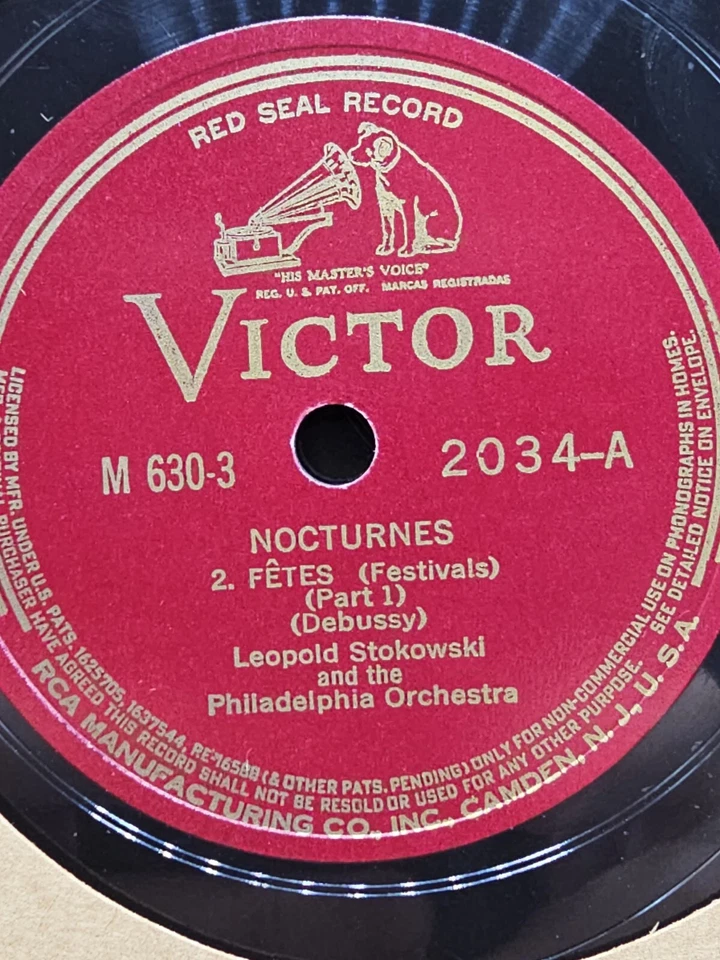 RED SEAL RECORD
"HIS MASTER'S VOICE"
REG. U. S. PAT. OFF. MARCAS REGISTRADAS
VICTOR
M 630-3
2034-A
NOCTURNES
2. FÊTES (Festivals)
(Part 1)
(Debussy)
Leopold Stokowski
and the
Philadelphia Orchestra
LICENSED BY MFR. UNDER U.S. PATS. 1625705, 1637544, RE-16588 (& OTHER PATS. PENDING) ONLY FOR NON-COMMERCIAL USE ON PHONOGRAPHS IN HOMES.
PURCHASER HAVE AGREED THIS RECORD SHALL NOT BE RESOLD OR USED FOR ANY OTHER PURPOSE. SEE DETAILED NOTICE ON ENVELOPE.
RCA MANUFACTURING CO., INC., CAMDEN, N. J., U. S. A.